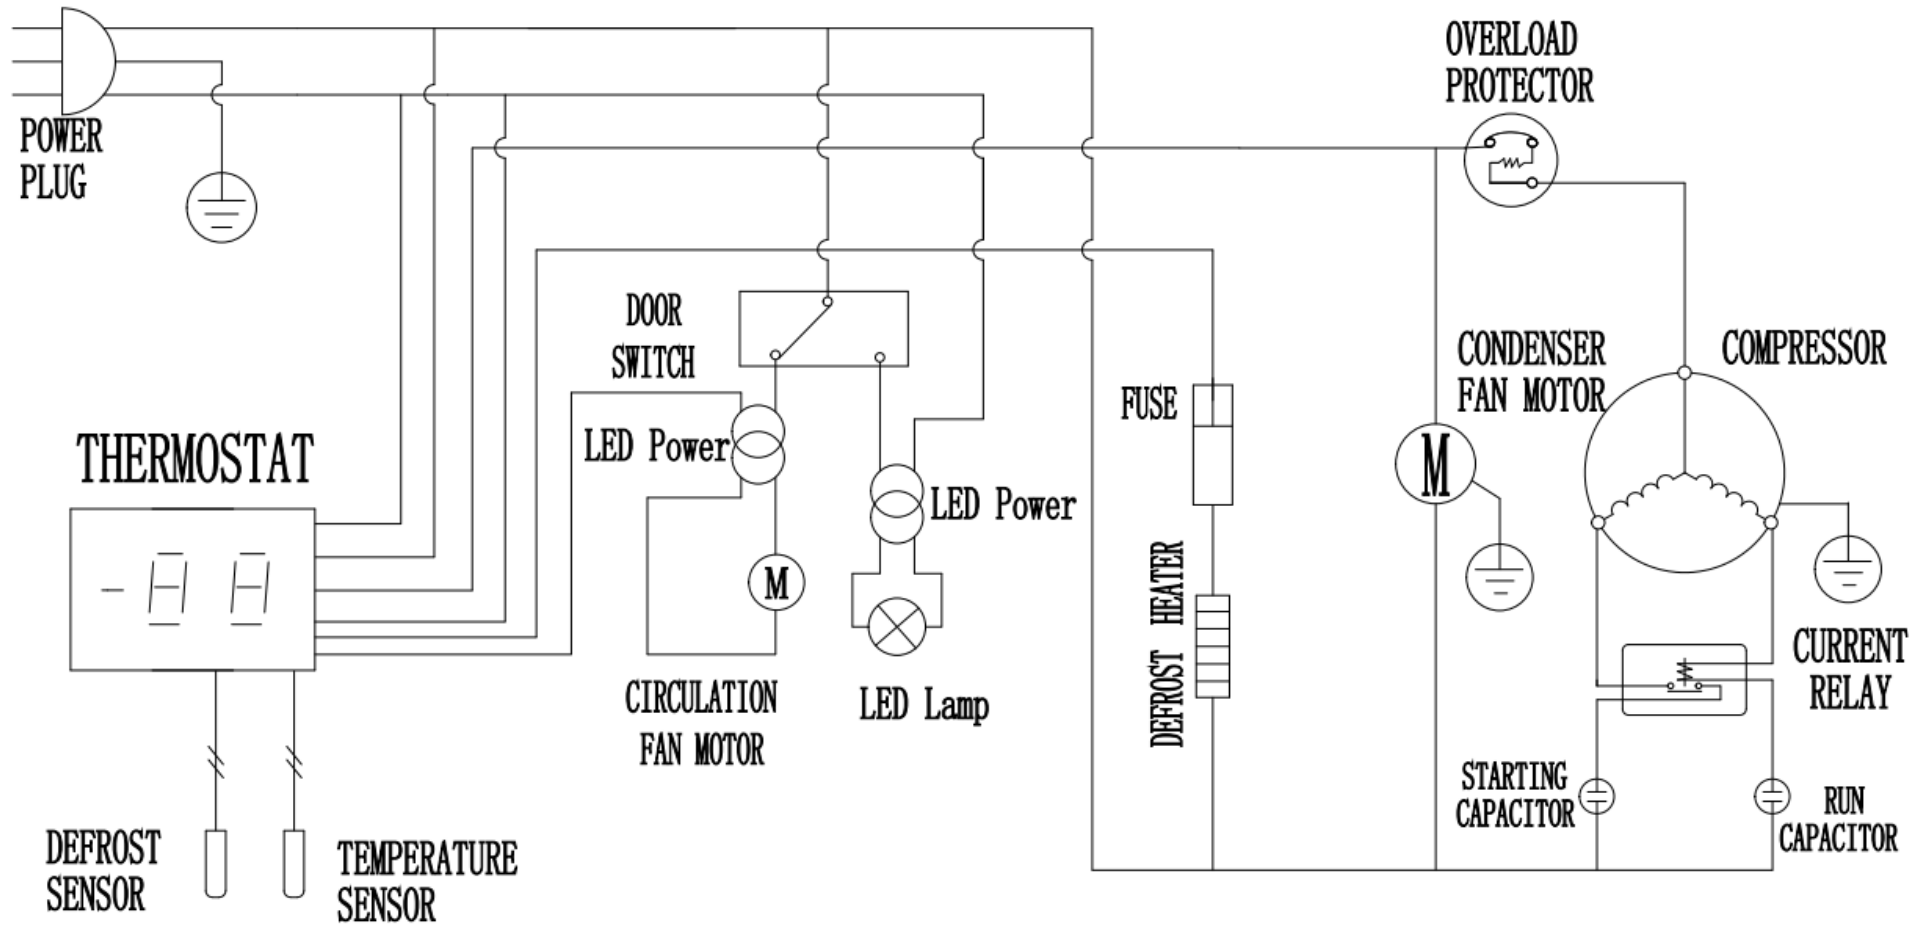 OVERLOAD
PROTECTOR
POWER
PLUG
DOOR
SWITCH
CONDENSER
FAN MOTOR
COMPRESSOR
FUSE
THERMOSTAT
LED Power
M
LED Power
-88
M
DEFROST HEATER
CIRCULATION
FAN MOTOR
LED Lamp
CURRENT
RELAY
STARTING
CAPACITOR
RUN
CAPACITOR
DEFROST
SENSOR
TEMPERATURE
SENSOR